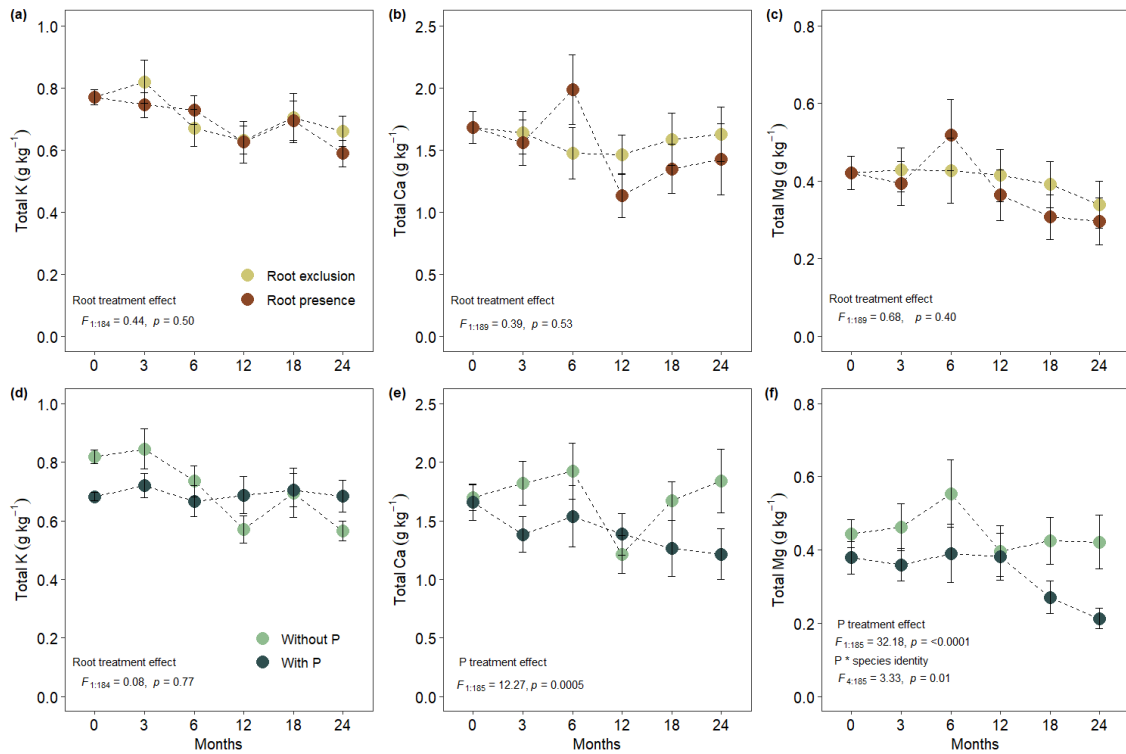 (a)
Total K (g kg⁻¹)
1.0
0.8
0.6
0.4
0.2
0.0
Root exclusion
Root presence
Root treatment effect
F1:184 = 0.44, p = 0.50
0 3 6 12 18 24
(b)
Total Ca (g kg⁻¹)
2.5
2.0
1.5
1.0
0.5
0.0
Root treatment effect
F1:189 = 0.39, p = 0.53
0 3 6 12 18 24
(c)
Total Mg (g kg⁻¹)
0.8
0.6
0.4
0.2
0.0
Root treatment effect
F1:189 = 0.68, p = 0.40
0 3 6 12 18 24
(d)
Total K (g kg⁻¹)
1.0
0.8
0.6
0.4
0.2
0.0
Without P
With P
Root treatment effect
F1:184 = 0.08, p = 0.77
0 3 6 12 18 24
Months
(e)
Total Ca (g kg⁻¹)
2.5
2.0
1.5
1.0
0.5
0.0
P treatment effect
F1:185 = 12.27, p = 0.0005
0 3 6 12 18 24
Months
(f)
Total Mg (g kg⁻¹)
0.8
0.6
0.4
0.2
0.0
P treatment effect
F1:185 = 32.18, p = <0.0001
P * species identity
F4:185 = 3.33, p = 0.01
0 3 6 12 18 24
Months